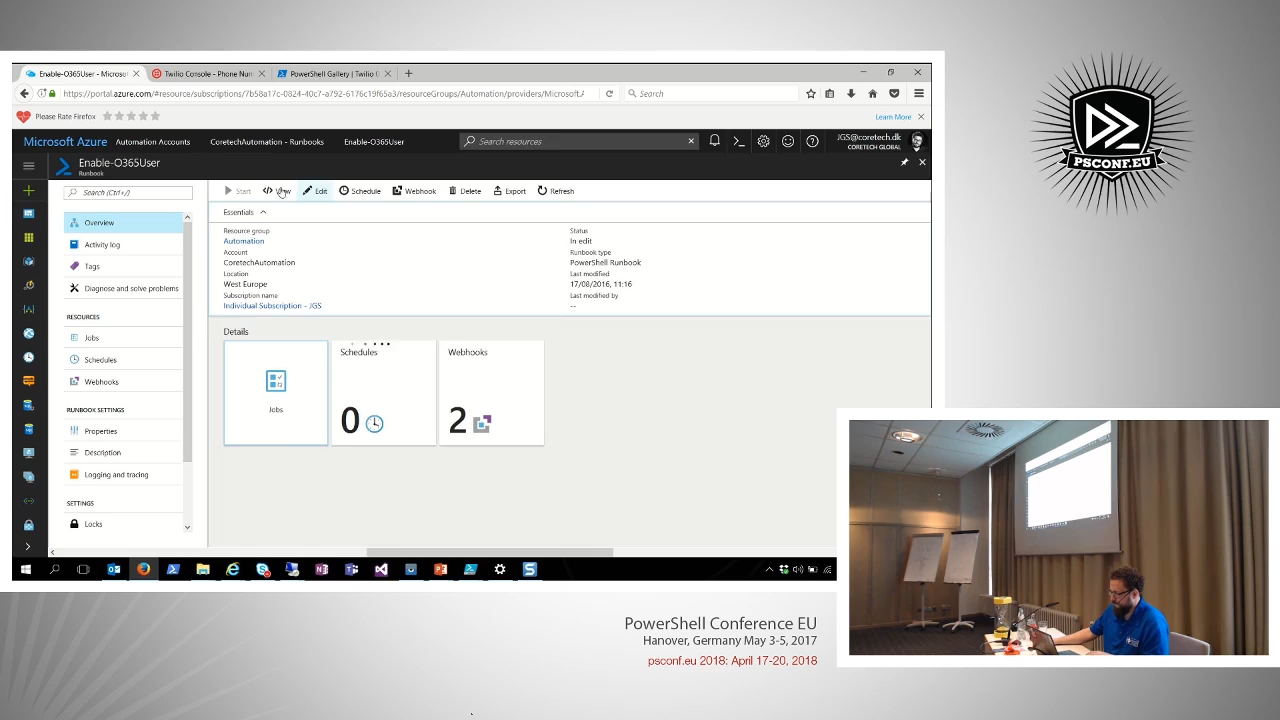 Enable-O365User - Microsof
Twilio Console - Phone Num
PowerShell Gallery | Twilio
https://portal.azure.com/#resource/subscriptions/7b58a17c-0824-40c7-a792-6176c19f65a3/resourceGroups/Automation/providers/Microsoft.A
Search
Please Rate Firefox
Learn More
Microsoft Azure
Automation Accounts
CoretechAutomation - Runbooks
Enable-O365User
Search resources
JGS@coretech.dk
CORETECH GLOBAL
Enable-O365User
Runbook
Search (Ctrl+/)
Start
View
Edit
Schedule
Webhook
Delete
Export
Refresh
Overview
Activity log
Tags
Diagnose and solve problems
RESOURCES
Jobs
Schedules
Webhooks
RUNBOOK SETTINGS
Properties
Description
Logging and tracing
SETTINGS
Locks
Essentials
Resource group
Automation
Account
CoretechAutomation
Location
West Europe
Subscription name
Individual Subscription - JGS
Status
In edit
Runbook type
PowerShell Runbook
Last modified
17/08/2016, 11:16
Last modified by
--
Details
Jobs
Schedules
0
Webhooks
2
PSCONF.EU
PowerShell Conference EU
Hanover, Germany May 3-5, 2017
psconf.eu 2018: April 17-20, 2018